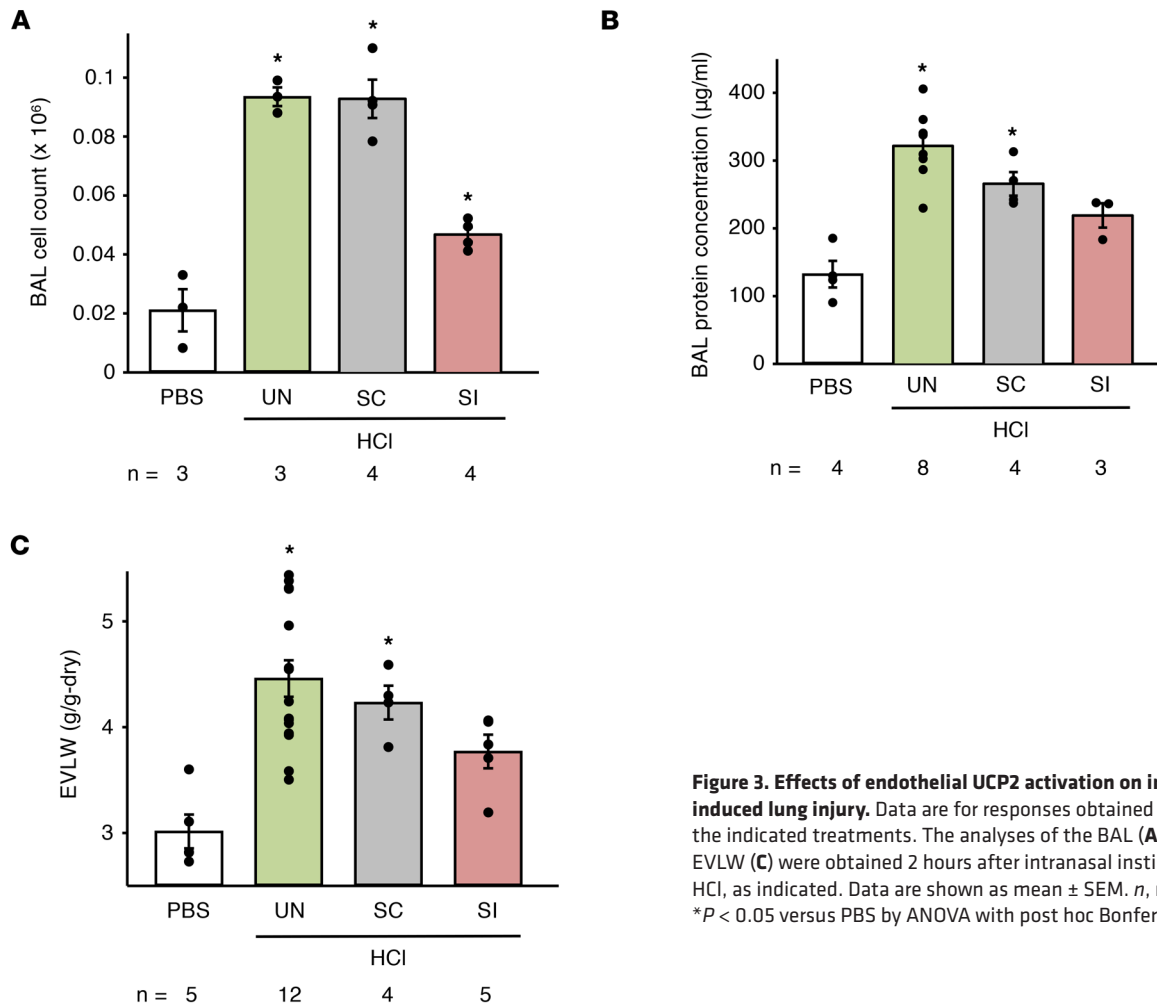 A
BAL cell count (x 10⁶)
0.1
0.08
0.06
0.04
0.02
0
*
*
*
PBS UN SC SI
HCl
n = 3 3 4 4
B
BAL protein concentration (µg/ml)
400
300
200
100
0
*
*
PBS UN SC SI
HCl
n = 4 8 4 3
C
EVLW (g/g-dry)
5
4
3
*
*
PBS UN SC SI
HCl
n = 5 12 4 5
Figure 3. Effects of endothelial UCP2 activation on
induced lung injury. Data are for responses obtained
the indicated treatments. The analyses of the BAL (A
EVLW (C) were obtained 2 hours after intranasal
HCl, as indicated. Data are shown as mean ± SEM. n,
*P < 0.05 versus PBS by ANOVA with post hoc